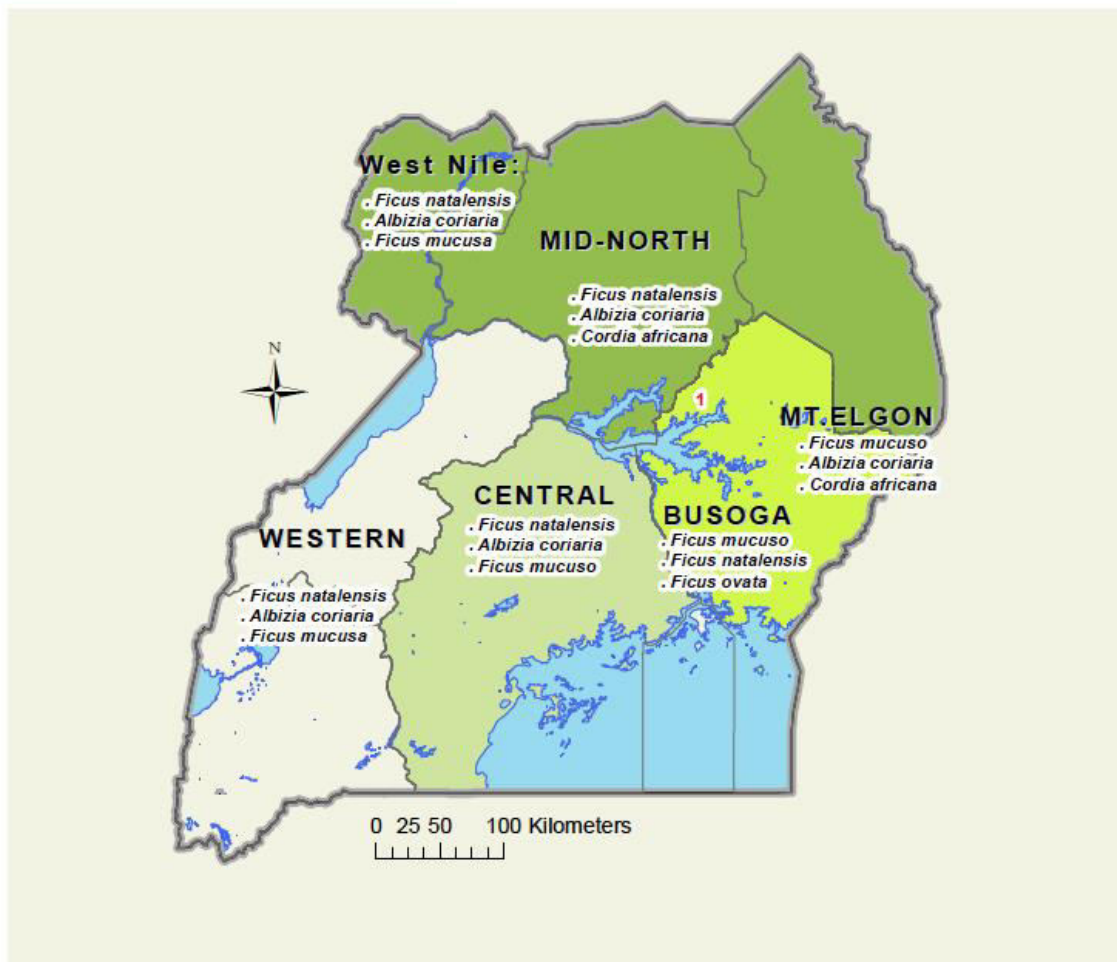 West Nile:
. Ficus natalensis
. Albizia coriaria
. Ficus mucusa
MID-NORTH
. Ficus natalensis
. Albizia coriaria
. Cordia africana
N
1
MT.ELGON
. Ficus mucuso
. Albizia coriaria
. Cordia africana
CENTRAL
. Ficus natalensis
. Albizia coriaria
. Ficus mucuso
BUSOGA
. Ficus mucuso
. Ficus natalensis
. Ficus ovata
WESTERN
. Ficus natalensis
. Albizia coriaria
. Ficus mucusa
0 25 50 100 Kilometers